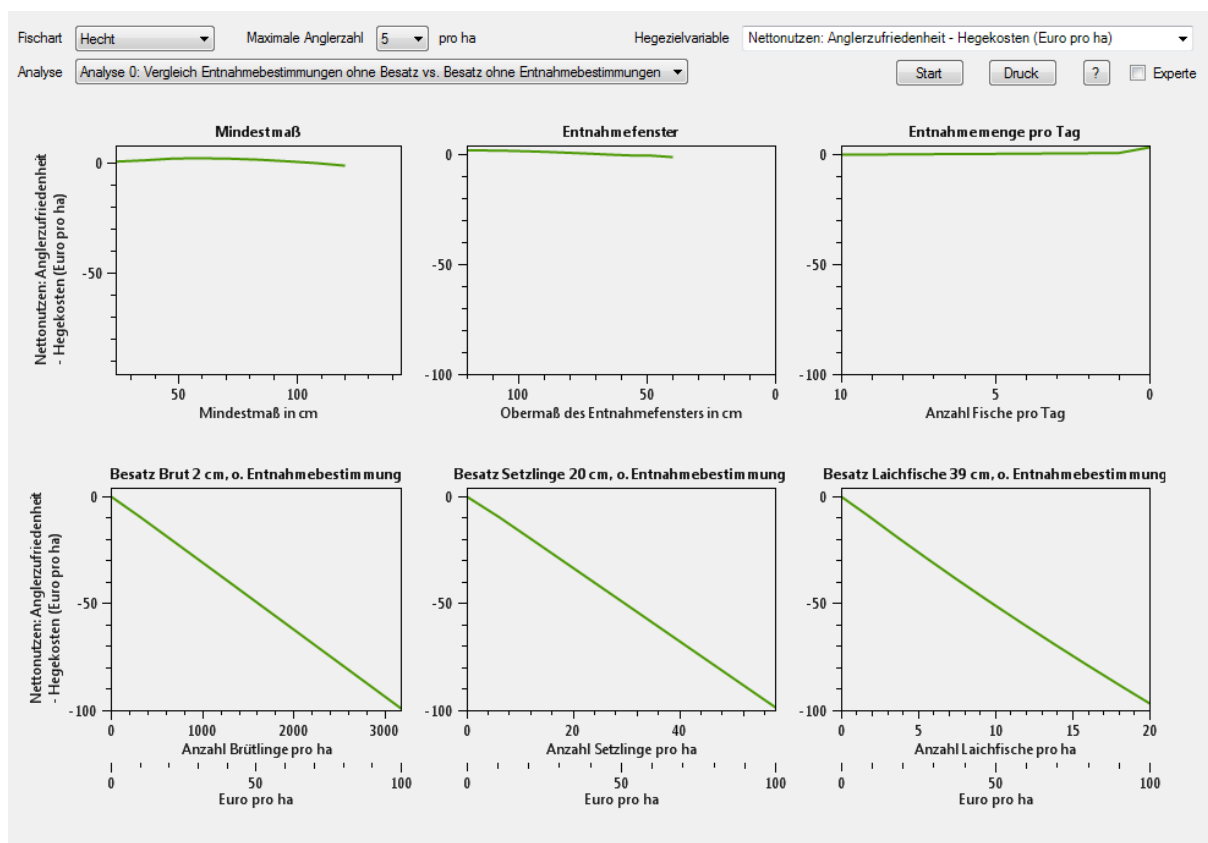 Fischart Hecht Maximale Anglerzahl 5 pro ha Hegezielvariable Nettonutzen: Anglerzufriedenheit - Hegekosten (Euro pro ha)
Analyse Analyse 0: Vergleich Entnahmebestimmungen ohne Besatz vs. Besatz ohne Entnahmebestimmungen Start Druck ? Experte
Mindestmaß
Nettonutzen: Anglerzufriedenheit
- Hegekosten (Euro pro ha)
0
-50
50 100
Mindestmaß in cm
Entnahmefenster
0
-50
-100
100 50 0
Obermaß des Entnahmefensters in cm
Entnahmemenge pro Tag
0
-50
-100
10 5 0
Anzahl Fische pro Tag
Besatz Brut 2 cm, o. Entnahmebestimmung
Nettonutzen: Anglerzufriedenheit
- Hegekosten (Euro pro ha)
0
-50
-100
0 1000 2000 3000
Anzahl Brütlinge pro ha
0 50 100
Euro pro ha
Besatz Setzlinge 20 cm, o. Entnahmebestimmung
0
-50
-100
0 20 40
Anzahl Setzlinge pro ha
0 50 100
Euro pro ha
Besatz Laichfische 39 cm, o. Entnahmebestimmung
0
-50
-100
0 5 10 15 20
Anzahl Laichfische pro ha
0 50 100
Euro pro ha